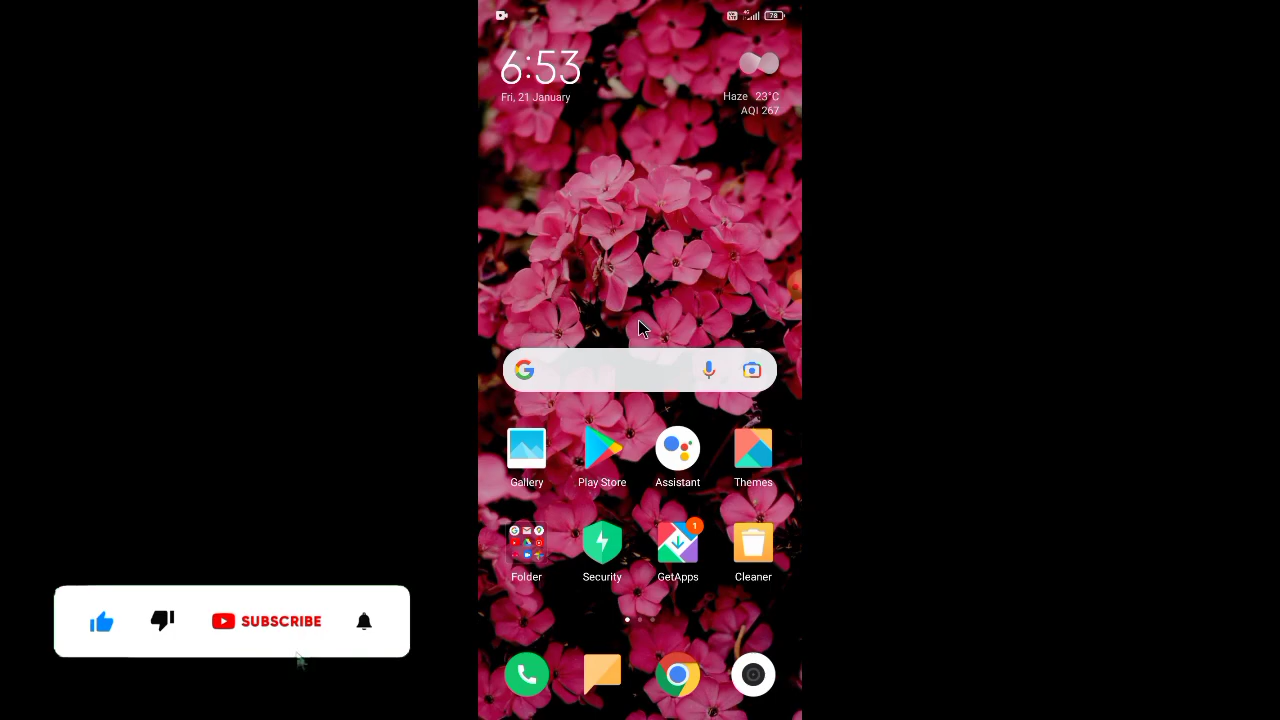 78
6:53
Fri, 21 January
Haze 23°C
AQI 267
Gallery
Play Store
Assistant
Themes
1
Folder
Security
GetApps
Cleaner
SUBSCRIBE